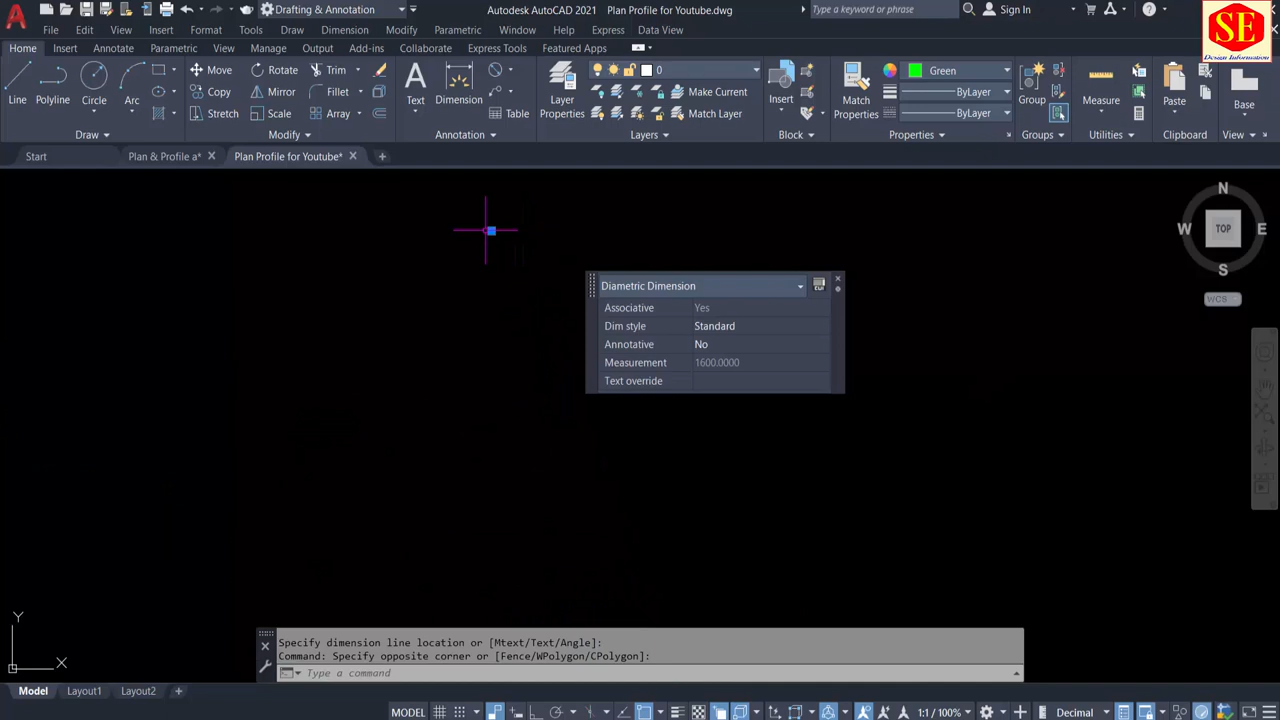 Drafting & Annotation
Autodesk AutoCAD 2021 Plan Profile for Youtube.dwg
Type a keyword or phrase
Sign In
SE
Design Information
File Edit View Insert Format Tools Draw Dimension Modify Parametric Window Help Express Data View
Home Insert Annotate Parametric View Manage Output Add-ins Collaborate Express Tools Featured Apps
Line Polyline Circle Arc
Move Rotate Trim
Copy Mirror Fillet
Stretch Scale Array
Text Dimension Table
Layer Properties
0
Make Current
Match Layer
Insert
Match Properties
Green
ByLayer
ByLayer
Group
Measure
Paste
Base
Draw Modify Annotation Layers Block Properties Groups Utilities Clipboard View
Start Plan & Profile a* Plan Profile for Youtube*
N
W TOP E
S
WCS
Diametric Dimension
Associative Yes
Dim style Standard
Annotative No
Measurement 1600.0000
Text override
Y
X
Specify dimension line location or [Mtext/Text/Angle]:
Command: Specify opposite corner or [Fence/WPolygon/CPolygon]:
Type a command
Model Layout1 Layout2
MODEL
1:1 / 100%
Decimal